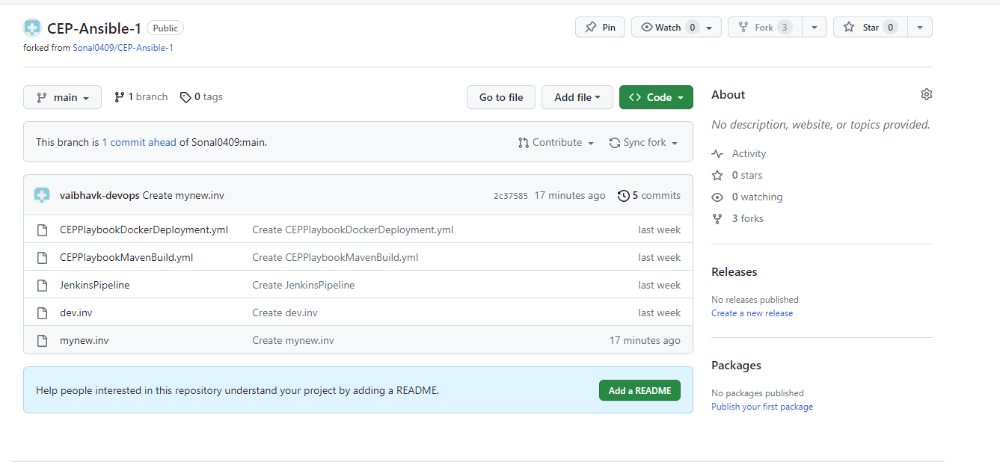 CEP-Ansible-1 Public
Pin Watch 0 Fork 3 Star 0
forked from Sonal0409/CEP-Ansible-1
main 1 branch 0 tags Go to file Add file Code
This branch is 1 commit ahead of Sonal0409:main. Contribute Sync fork
vaibhavk-devops Create mynew.inv 2c37585 17 minutes ago 5 commits
CEPPlaybookDockerDeployment.yml Create CEPPlaybookDockerDeployment.yml last week
CEPPlaybookMavenBuild.yml Create CEPPlaybookMavenBuild.yml last week
JenkinsPipeline Create JenkinsPipeline last week
dev.inv Create dev.inv last week
mynew.inv Create mynew.inv 17 minutes ago
Help people interested in this repository understand your project by adding a README. Add a README
About
No description, website, or topics provided.
Activity
0 stars
0 watching
3 forks
Releases
No releases published
Create a new release
Packages
No packages published
Publish your first package